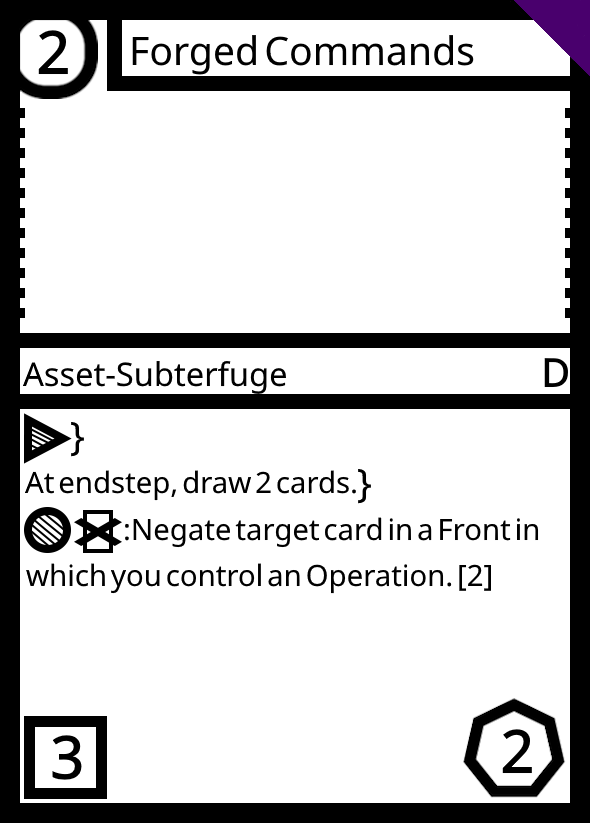 2
Forged Commands
Asset-Subterfuge
D
}
At endstep, draw 2 cards.}
:Negate target card in a Front in
which you control an Operation. [2]
3
2